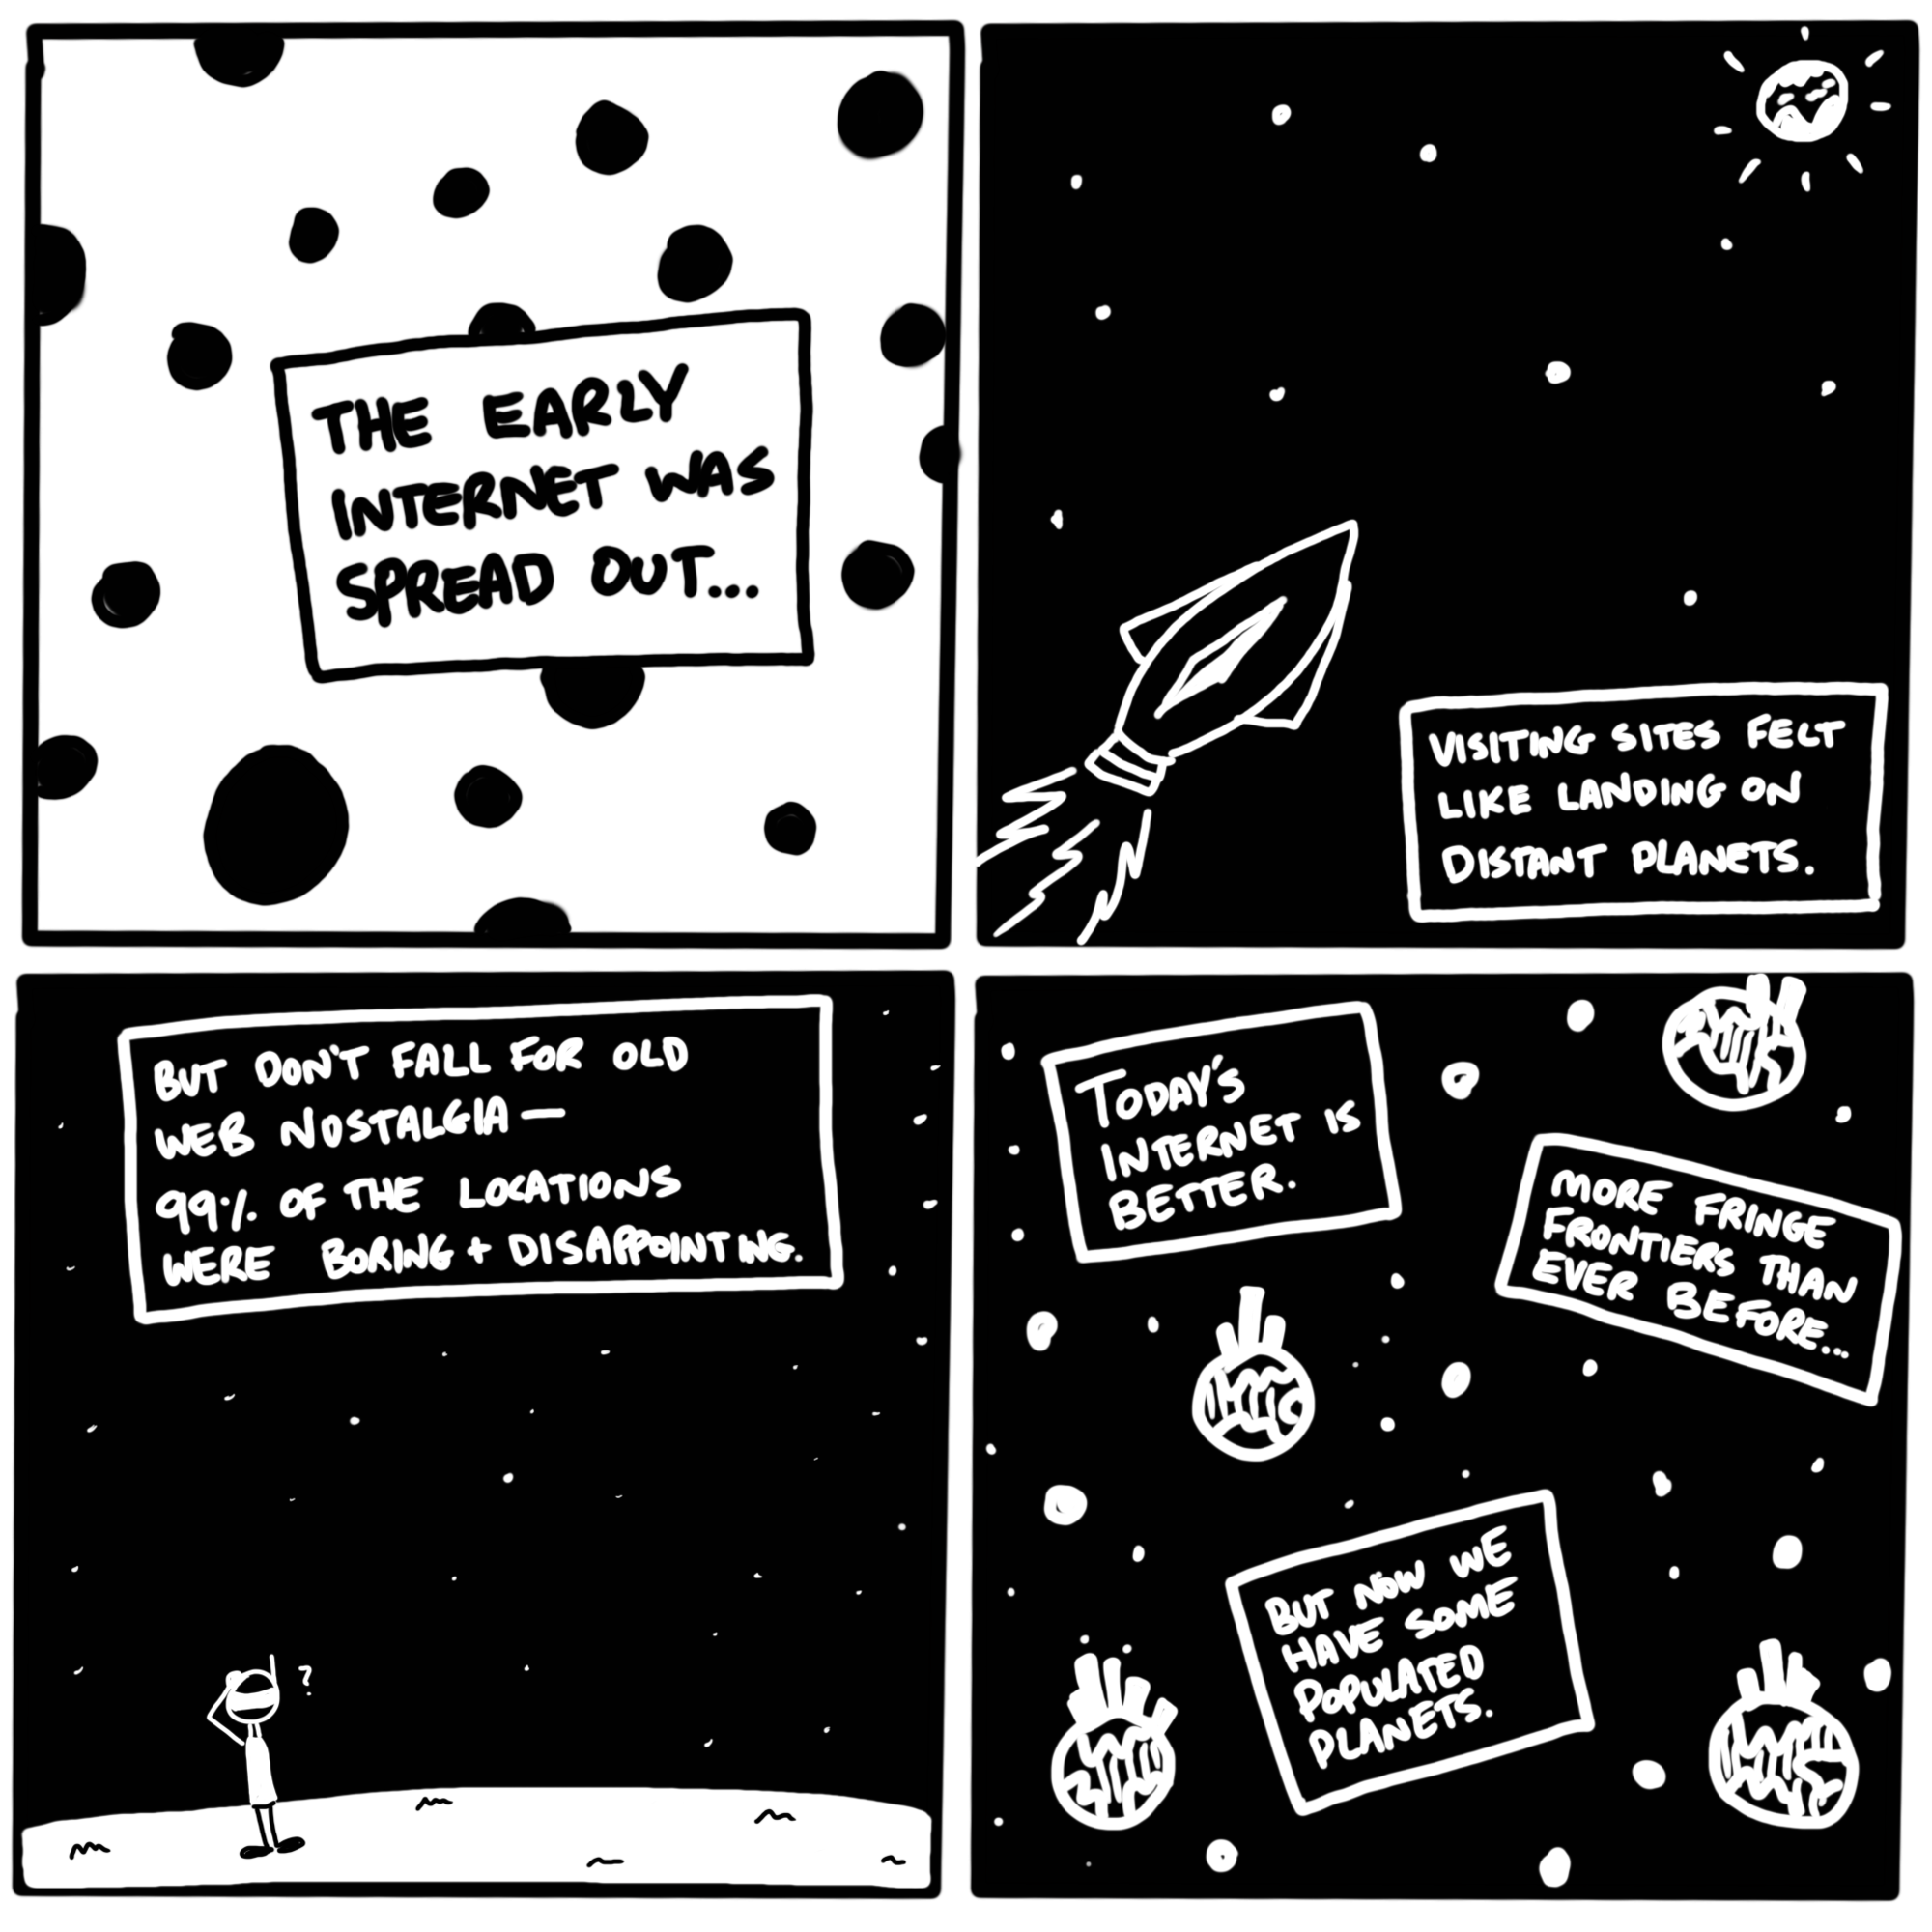 THE EARLY
INTERNET WAS
SPREAD OUT...
VISITING SITES FELT
LIKE LANDING ON
DISTANT PLANETS.
BUT DON'T FALL FOR OLD
WEB NOSTALGIA—
99% OF THE LOCATIONS
WERE BORING + DISAPPOINTING.
?
TODAY'S
INTERNET IS
BETTER.
MORE FRINGE
FRONTIERS THAN
EVER BEFORE...
BUT NOW WE
HAVE SOME
POPULATED
PLANETS.